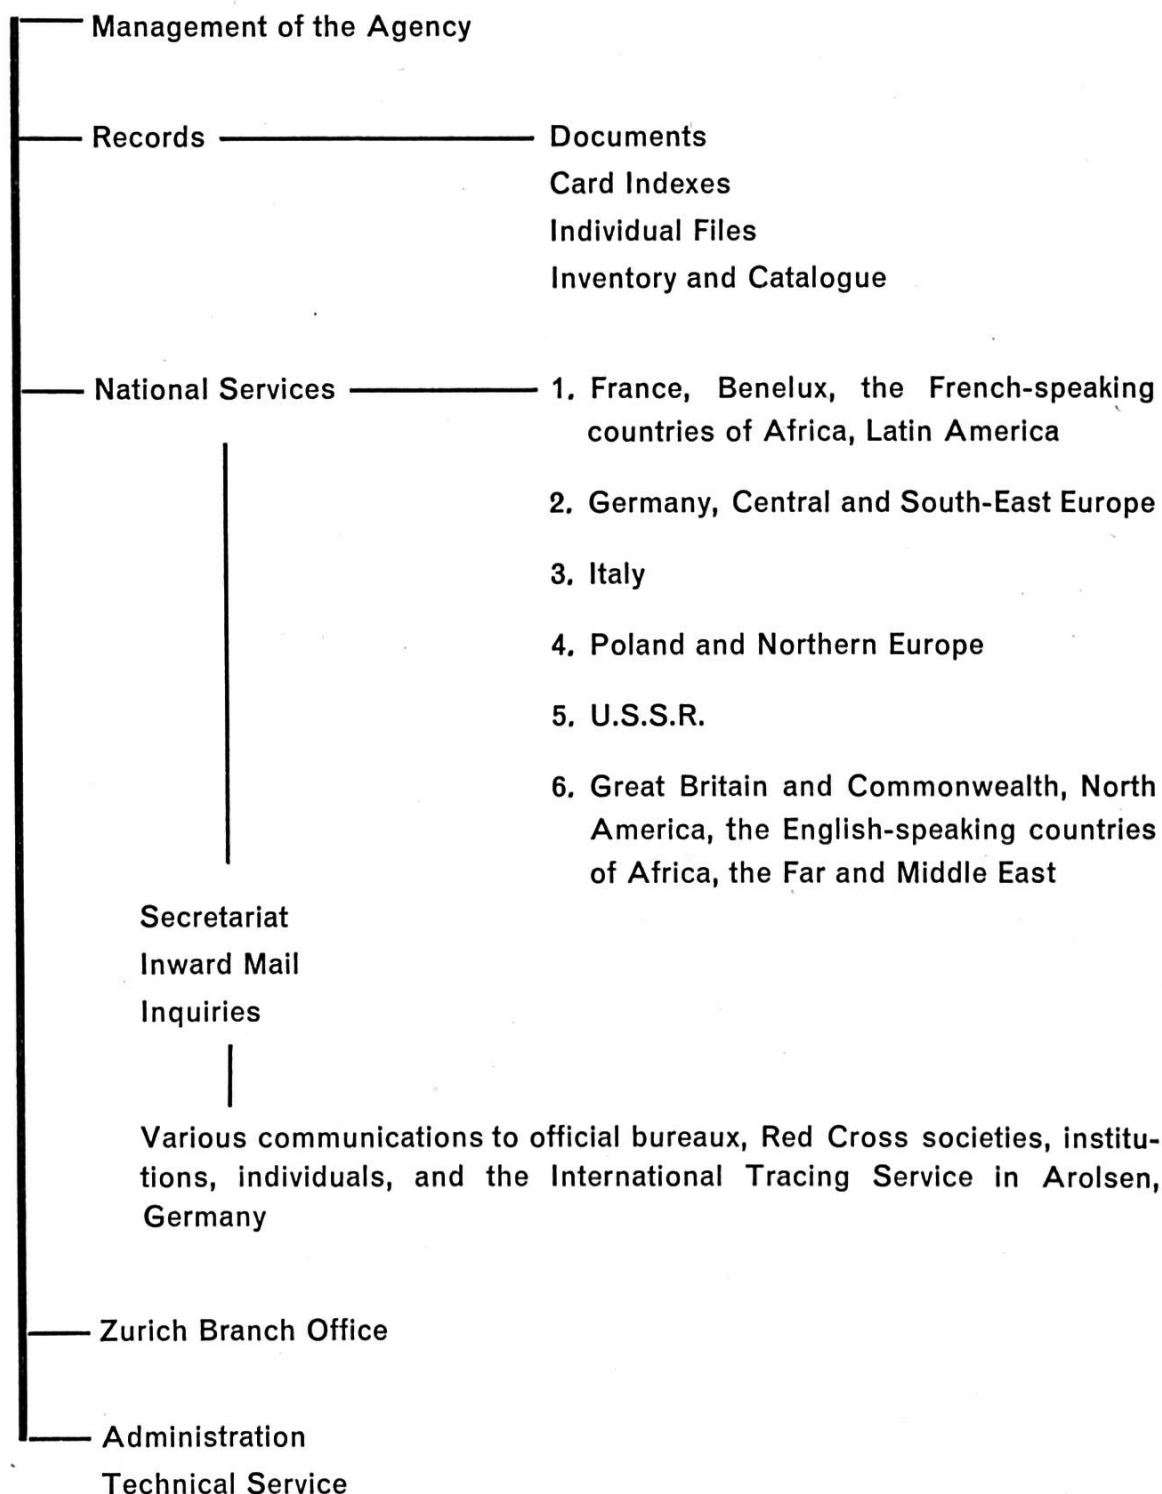 Management of the Agency
Records
Documents
Card Indexes
Individual Files
Inventory and Catalogue
National Services
1. France, Benelux, the French-speaking
countries of Africa, Latin America
2. Germany, Central and South-East Europe
3. Italy
4. Poland and Northern Europe
5. U.S.S.R.
6. Great Britain and Commonwealth, North
America, the English-speaking countries
of Africa, the Far and Middle East
Secretariat
Inward Mail
Inquiries
Various communications to official bureaux, Red Cross societies, institu-
tions, individuals, and the International Tracing Service in Arolsen,
Germany
Zurich Branch Office
Administration
Technical Service